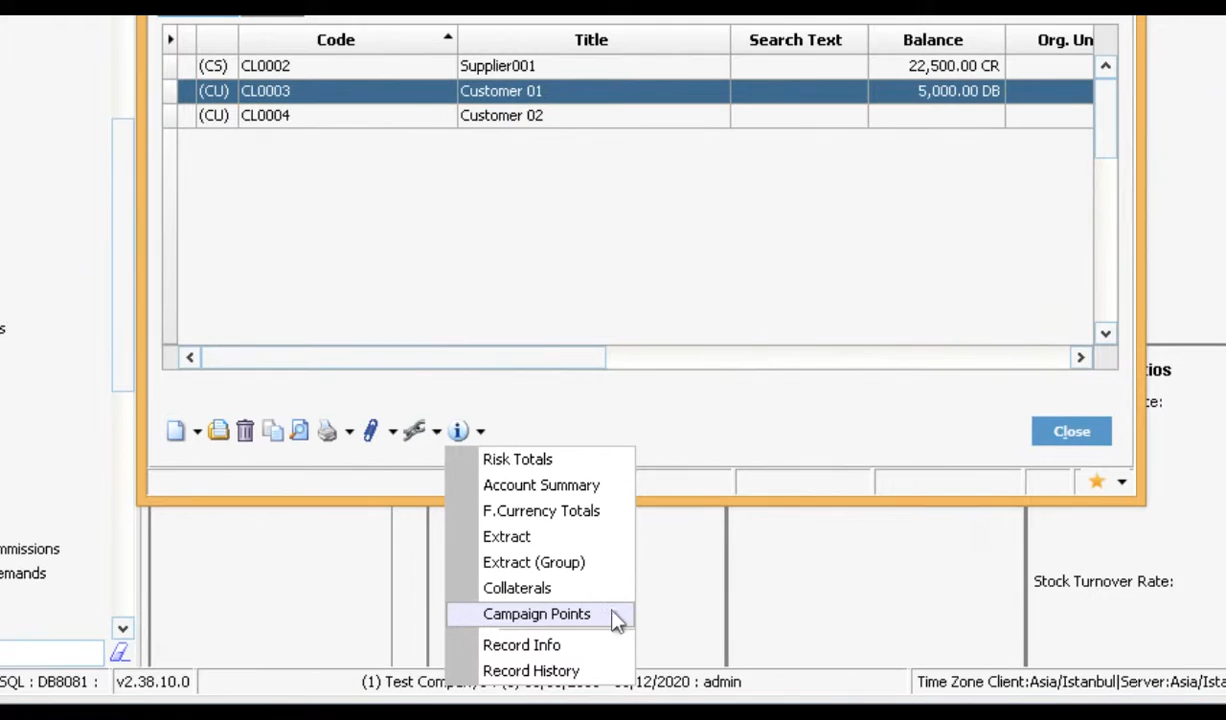 Code Title Search Text Balance Org. Un
(CS) CL0002 Supplier001 22,500.00 CR
(CU) CL0003 Customer 01 5,000.00 DB
(CU) CL0004 Customer 02
s
ios
e:
Close
Risk Totals
Account Summary
F.Currency Totals
Extract
Extract (Group)
Collaterals
Campaign Points
Record Info
Record History
mmissions
emands
Stock Turnover Rate:
SQL : DB8081 : v2.38.10.0 (1) Test Comp /12/2020 : admin Time Zone Client:Asia/Istanbul|Server:Asia/Ista